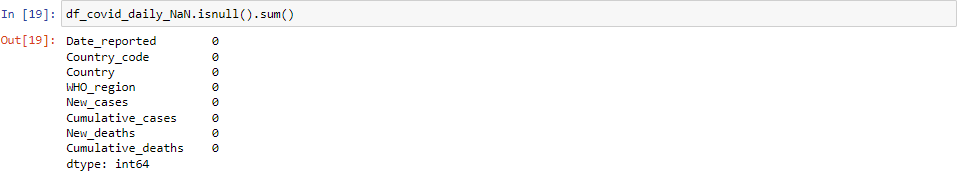 In [19]: df_covid_daily_NaN.isnull().sum()
Out[19]: Date_reported 0
Country_code 0
Country 0
WHO_region 0
New_cases 0
Cumulative_cases 0
New_deaths 0
Cumulative_deaths 0
dtype: int64